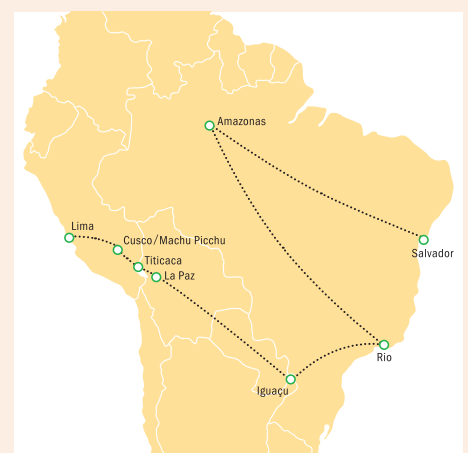 Amazonas
Lima
Cusco/Machu Picchu
Salvador
Titicaca
La Paz
Rio
Iguaçu